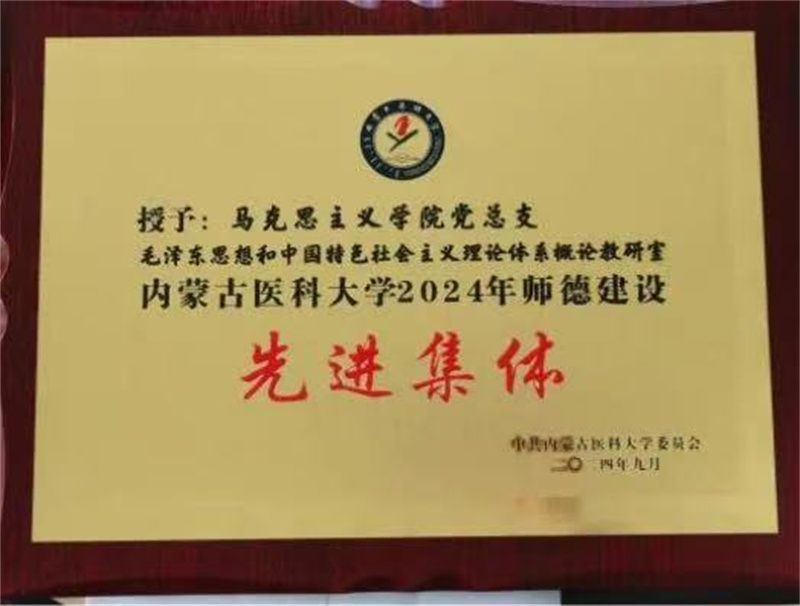 授予：马克思主义学院党总支
毛泽东思想和中国特色社会主义理论体系概论教研室
内蒙古医科大学2024年师德建设
先进集体
中共内蒙古医科大学委员会
二〇二四年九月